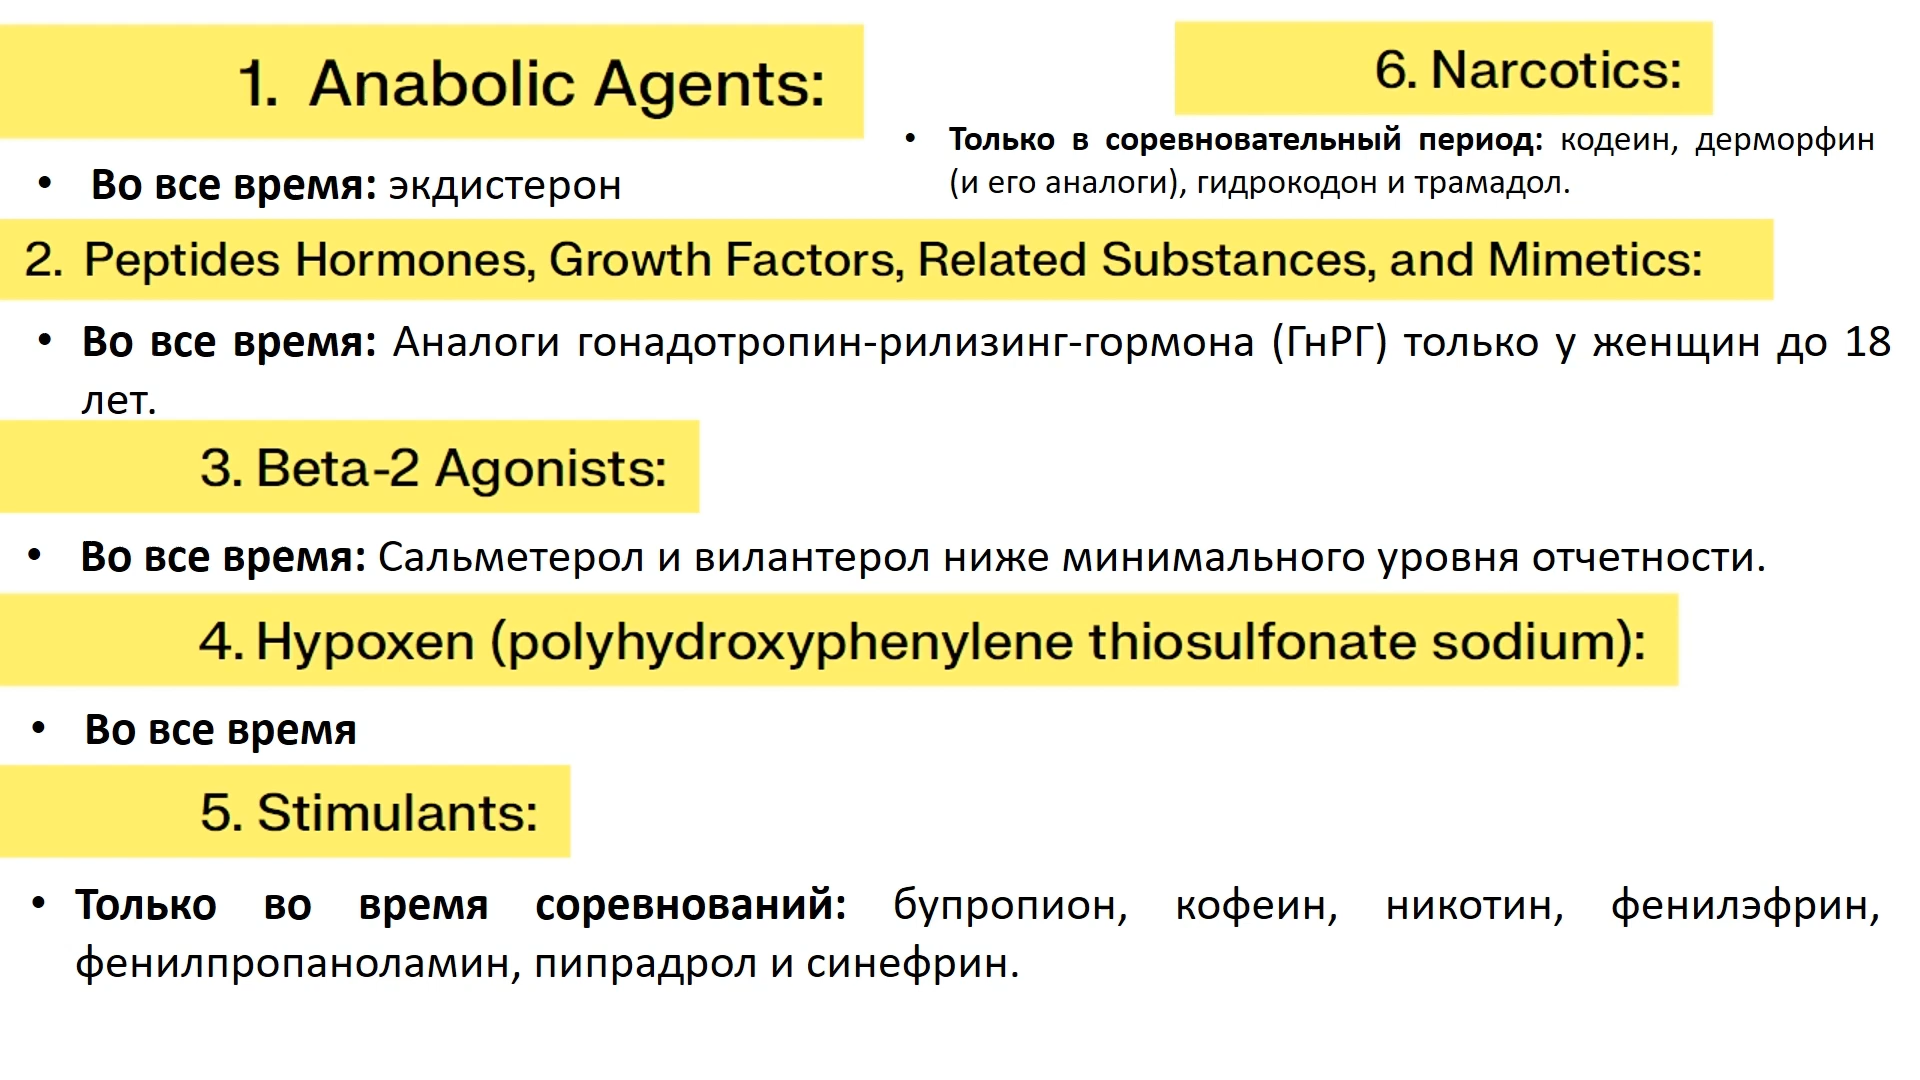 1. Anabolic Agents:
• Во все время: экдистерон
2. Peptides Hormones, Growth Factors, Related Substances, and Mimetics:
• Во все время: Аналоги гонадотропин-рилизинг-гормона (ГнРГ) только у женщин до 18
лет.
3. Beta-2 Agonists:
• Во все время: Сальметерол и вилантерол ниже минимального уровня отчетности.
4. Hypoxen (polyhydroxyphenylene thiosulfonate sodium):
• Во все время
5. Stimulants:
• Только во время соревнований: бупропион, кофеин, никотин, фенилэфрин,
фенилпропаноламин, пипрадрол и синефрин.
6. Narcotics:
• Только в соревновательный период: кодеин, дерморфин
(и его аналоги), гидрокодон и трамадол.